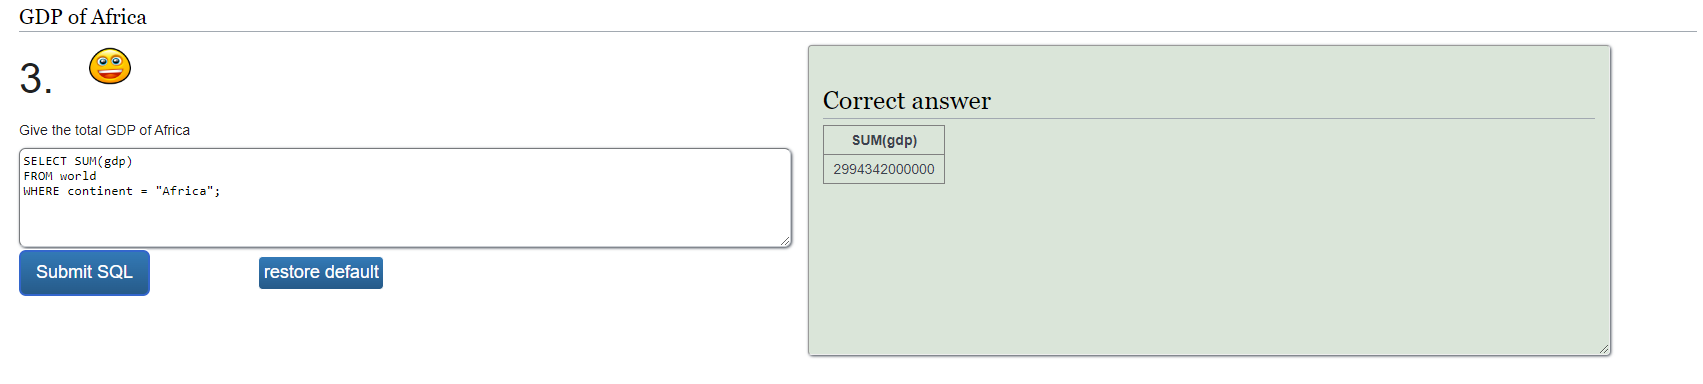 GDP of Africa
3.
Give the total GDP of Africa
SELECT SUM(gdp)
FROM world
WHERE continent = "Africa";
Submit SQL
restore default
Correct answer
SUM(gdp)
2994342000000